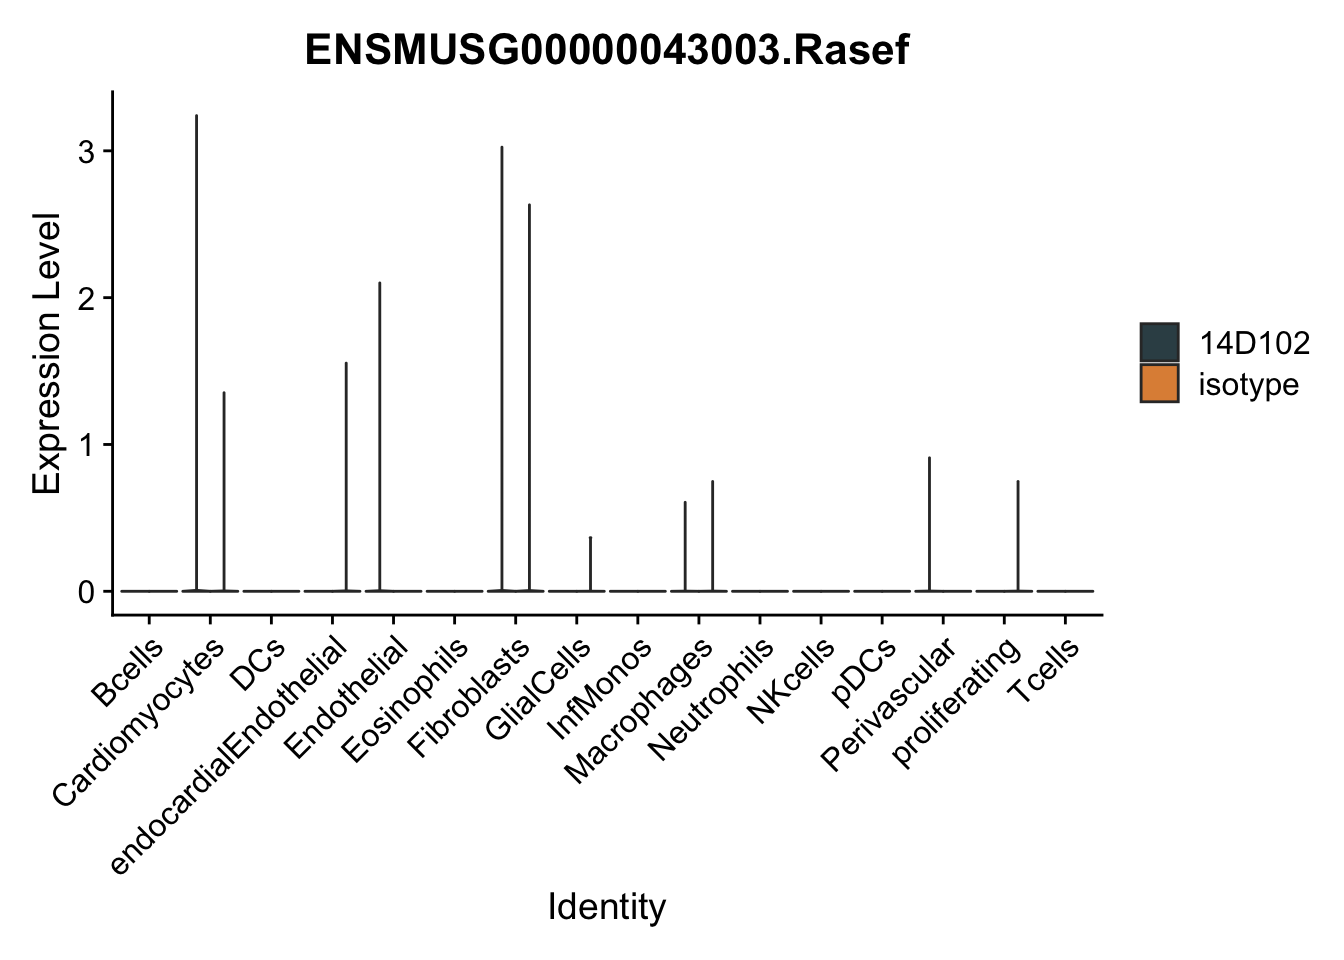 ENSMUSG00000043003.Rasef
Expression Level
3
2
1
0
Bcells
Cardiomyocytes
DCs
endocardialEndothelial
Endothelial
Eosinophils
Fibroblasts
GlialCells
InfMonos
Macrophages
Neutrophils
NKcells
pDCs
Perivascular
proliferating
Tcells
Identity
14D102
isotype